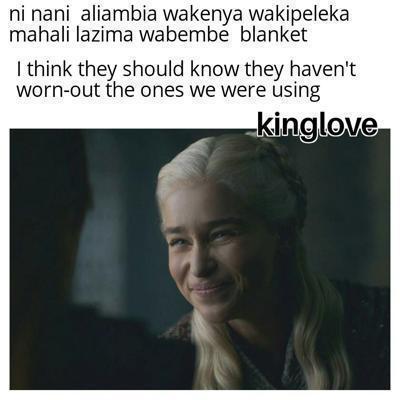 ni nani aliambia wakenya wakipeleka
mahali lazima wabembe blanket
I think they should know they haven't
worn-out the ones we were using
kinglove